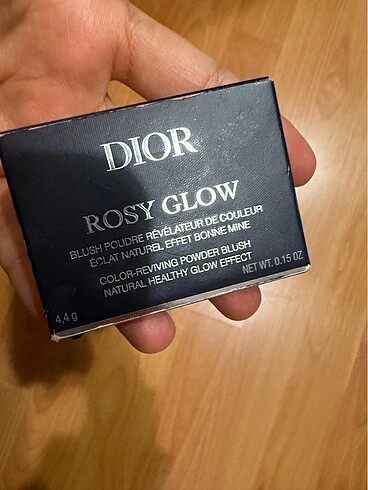 DIOR
ROSY GLOW
BLUSH POUDRE RÉVÉLATEUR DE COULEUR
ÉCLAT NATUREL EFFET BONNE MINE
COLOR-REVIVING POWDER BLUSH
NATURAL HEALTHY GLOW EFFECT
4,4 g
NET WT. 0.15 OZ